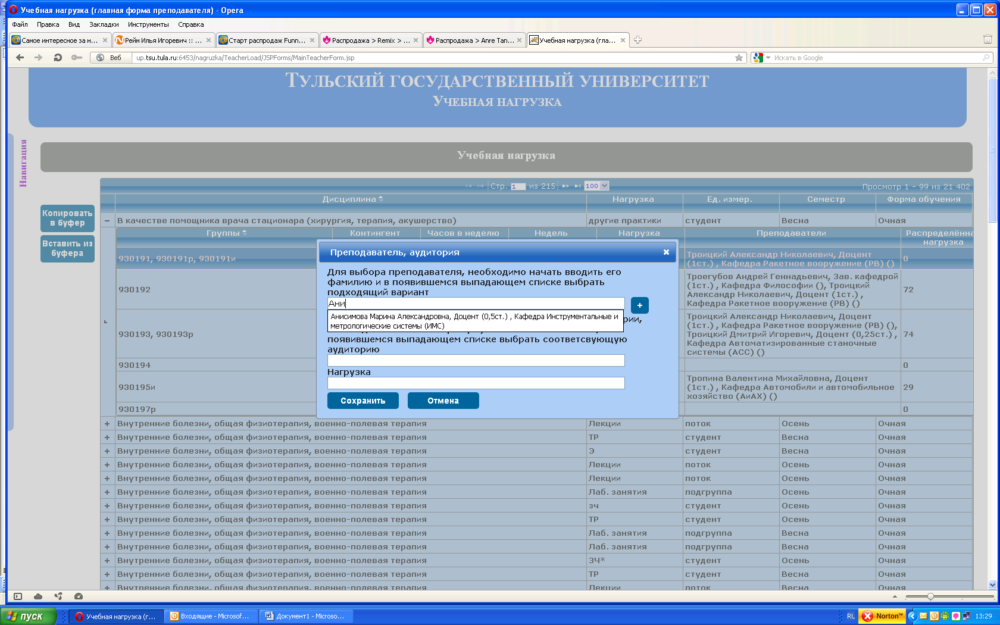 Учебная нагрузка (главная форма преподавателя) - Opera
Файл Правка Вид Закладки Инструменты Справка
Самое интересное за н... Рейм Илья Игоревич :: ... Старт распродаж Funn... Распродажа > Remix > ... Распродажа > Anre Tan... Учебная нагрузка (гла...
Веб up.tsu.tula.ru:6453/nagruzka/TeacherLoad/JSPForms/MainTeacherForm.jsp Искать в Google
Тульский государственный университет
Учебная нагрузка
Навигация
Учебная нагрузка
Копировать
в буфер
Вставить из
буфера
Стр. 1 из 215 100 Просмотр 1 - 99 из 21 402
Дисциплина Нагрузка Ед. измер. Семестр Форма обучения
− В качестве помощника врача стационара (хирургия, терапия, акушерство) другие практики студент Весна Очная
Группы Контингент Часов в неделю Недель Нагрузка Преподаватели Распределённа
нагрузка
930191, 930191р, 930191и Троицкий Александр Николаевич, Доцент 0
(1ст.) , Кафедра Ракетное вооружение (РВ) ()
930192 Троегубов Андрей Геннадьевич, Зав. кафедрой 72
(1ст.) , Кафедра Философии (), Троицкий
Александр Николаевич, Доцент (1ст.) ,
Кафедра Ракетное вооружение (РВ) ()
930193, 930193р Троицкий Александр Николаевич, Доцент 74
(1ст.) , Кафедра Ракетное вооружение (РВ) (),
Троицкий Дмитрий Игоревич, Доцент (0,25ст.) ,
Кафедра Автоматизированные станочные
системы (АСС) ()
930194 0
930195и Тропина Валентина Михайловна, Доцент 29
(1ст.) , Кафедра Автомобили и автомобильное
хозяйство (АиАХ) ()
930197р 0
Преподаватель, аудитория
Для выбора преподавателя, необходимо начать вводить его
фамилию и в появившемся выпадающем списке выбрать
подходящий вариант
Ани +
Анисимова Марина Александровна, Доцент (0,5ст.) , Кафедра Инструментальные и
метрологические системы (ИМС)
рии,
появившемся выпадающем списке выбрать соответсвующую
аудиторию
Нагрузка
Сохранить Отмена
+ Внутренние болезни, общая физиотерапия, военно-полевая терапия Лекции поток Осень Очная
+ Внутренние болезни, общая физиотерапия, военно-полевая терапия ТР студент Весна Очная
+ Внутренние болезни, общая физиотерапия, военно-полевая терапия Э студент Весна Очная
+ Внутренние болезни, общая физиотерапия, военно-полевая терапия Лекции поток Осень Очная
+ Внутренние болезни, общая физиотерапия, военно-полевая терапия Лекции поток Осень Очная
+ Внутренние болезни, общая физиотерапия, военно-полевая терапия Лаб. занятия подгруппа Осень Очная
+ Внутренние болезни, общая физиотерапия, военно-полевая терапия зч студент Осень Очная
+ Внутренние болезни, общая физиотерапия, военно-полевая терапия ТР студент Осень Очная
+ Внутренние болезни, общая физиотерапия, военно-полевая терапия Лаб. занятия подгруппа Весна Очная
+ Внутренние болезни, общая физиотерапия, военно-полевая терапия Лаб. занятия подгруппа Весна Очная
+ Внутренние болезни, общая физиотерапия, военно-полевая терапия ЗЧ* студент Осень Очная
+ Внутренние болезни, общая физиотерапия, военно-полевая терапия ТР студент Весна Очная
+ Внутренние болезни, общая физиотерапия, военно-полевая терапия Лекции поток Осень Очная
пуск Учебная нагрузка (г... Входящие - Microsof... Документ1 - Microso... RL Norton™ 13:29